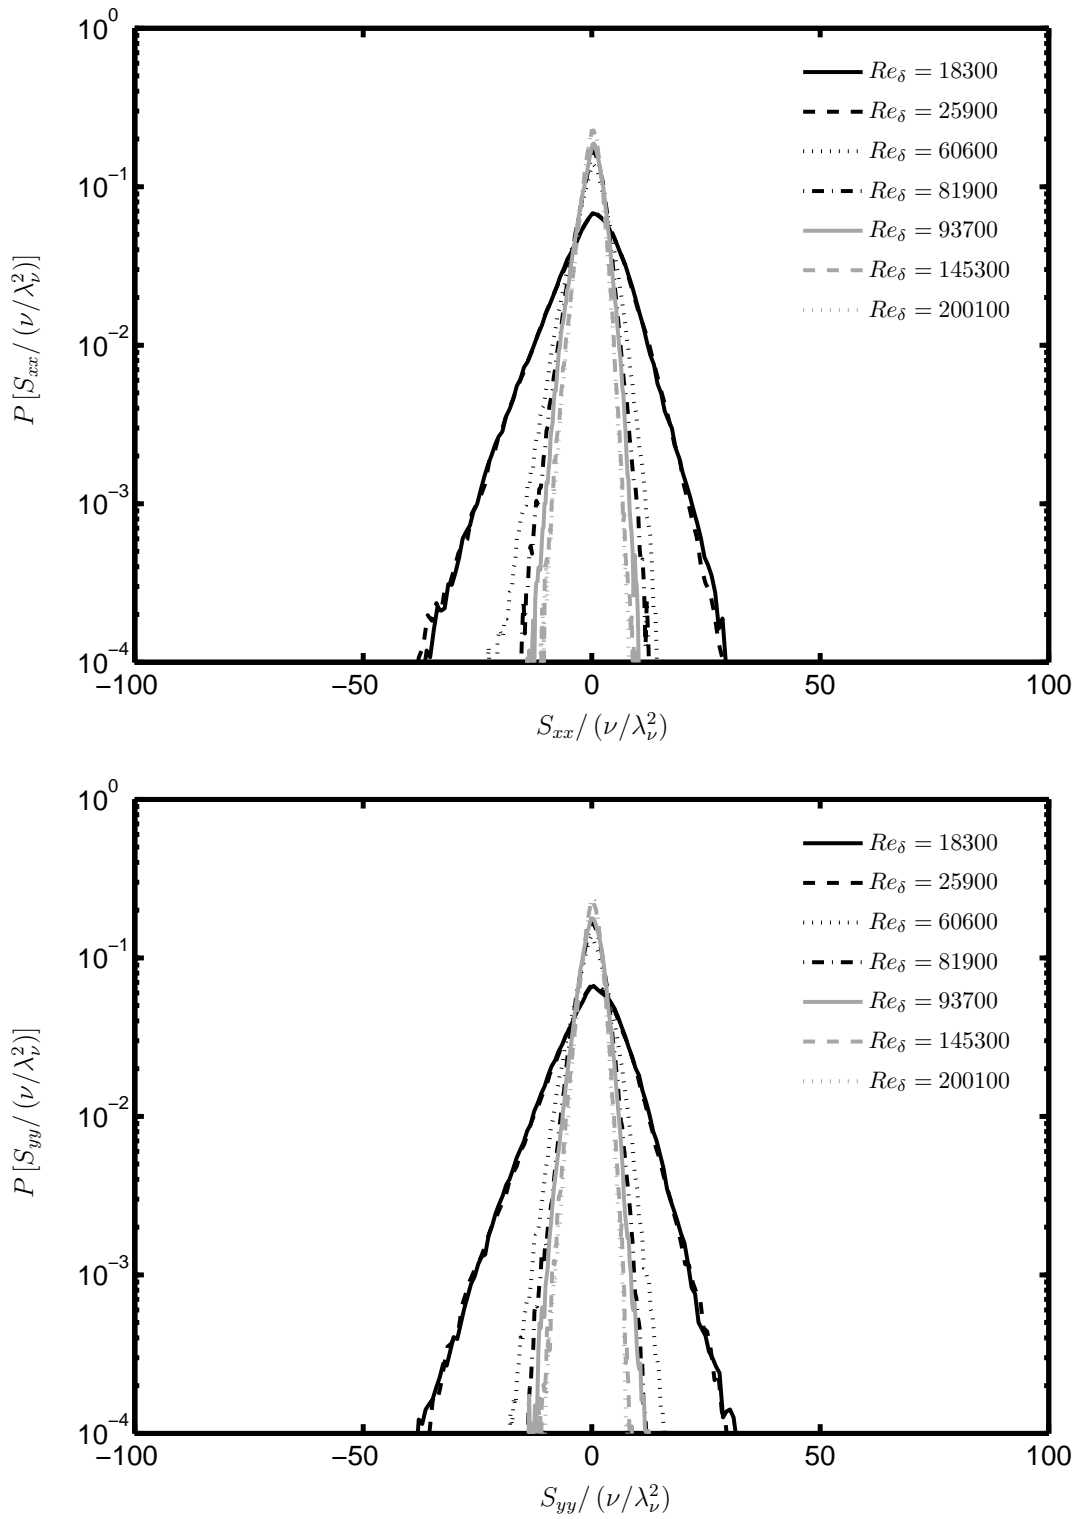 10^0
Re_δ = 18300
Re_δ = 25900
Re_δ = 60600
10^−1
Re_δ = 81900
Re_δ = 93700
Re_δ = 145300
Re_δ = 200100
P [S_xx / (ν/λ_ν^2)]
10^−2
10^−3
10^−4
−100 −50 0 50 100
S_xx / (ν/λ_ν^2)
10^0
Re_δ = 18300
Re_δ = 25900
Re_δ = 60600
10^−1
Re_δ = 81900
Re_δ = 93700
Re_δ = 145300
Re_δ = 200100
P [S_yy / (ν/λ_ν^2)]
10^−2
10^−3
10^−4
−100 −50 0 50 100
S_yy / (ν/λ_ν^2)